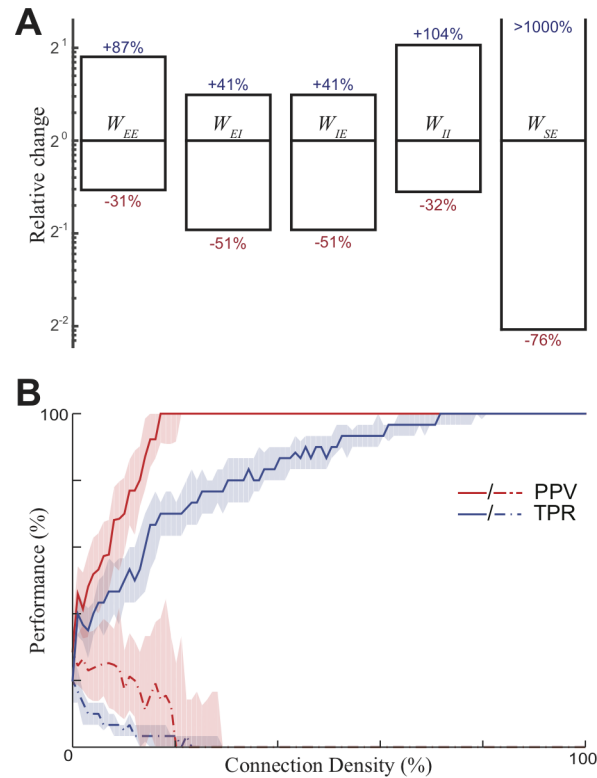 A
+87%
+41%
+41%
+104%
>1000%
2^1
2^0
2^-1
2^-2
Relative change
W_EE
W_EI
W_IE
W_II
W_SE
-31%
-51%
-51%
-32%
-76%
B
100
Performance (%)
PPV
TPR
0
Connection Density (%)
100